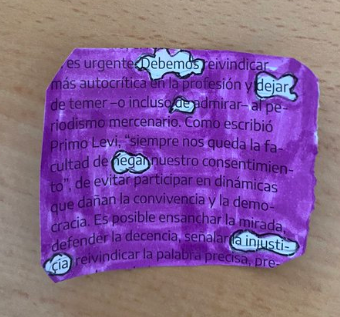 es urgente. Debemos reivindicar
más autocrítica en la profesión y dejar
de temer –o incluso de admirar– al pe-
riodismo mercenario. Como escribió
Primo Levi, “siempre nos queda la fa-
cultad de negar nuestro consentimien-
to”, de evitar participar en dinámicas
que dañan la convivencia y la demo-
cracia. Es posible ensanchar la mirada,
defender la decencia, señalar la injusti-
cia, reivindicar la palabra precisa, pre-